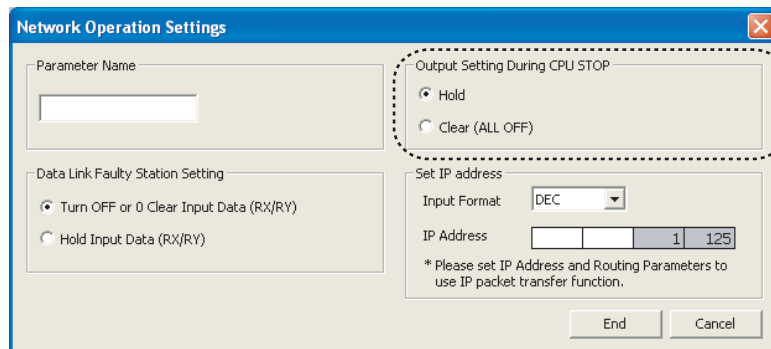 Network Operation Settings
Parameter Name
Data Link Faulty Station Setting
Turn OFF or 0 Clear Input Data (RX/RY)
Hold Input Data (RX/RY)
Output Setting During CPU STOP
Hold
Clear (ALL OFF)
Set IP address
Input Format DEC
IP Address 1 125
* Please set IP Address and Routing Parameters to
use IP packet transfer function.
End Cancel